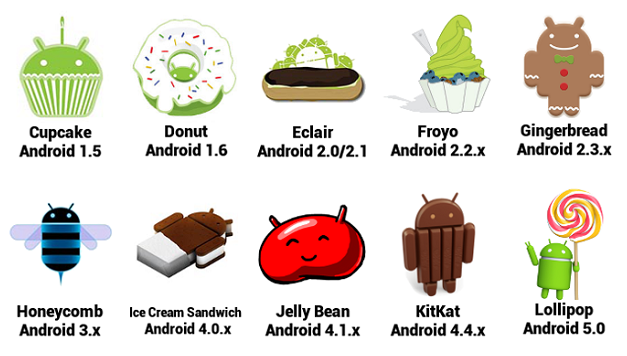 Cupcake
Android 1.5
Donut
Android 1.6
Eclair
Android 2.0/2.1
Froyo
Android 2.2.x
Gingerbread
Android 2.3.x
Honeycomb
Android 3.x
Ice Cream Sandwich
Android 4.0.x
Jelly Bean
Android 4.1.x
KitKat
Android 4.4.x
Lollipop
Android 5.0